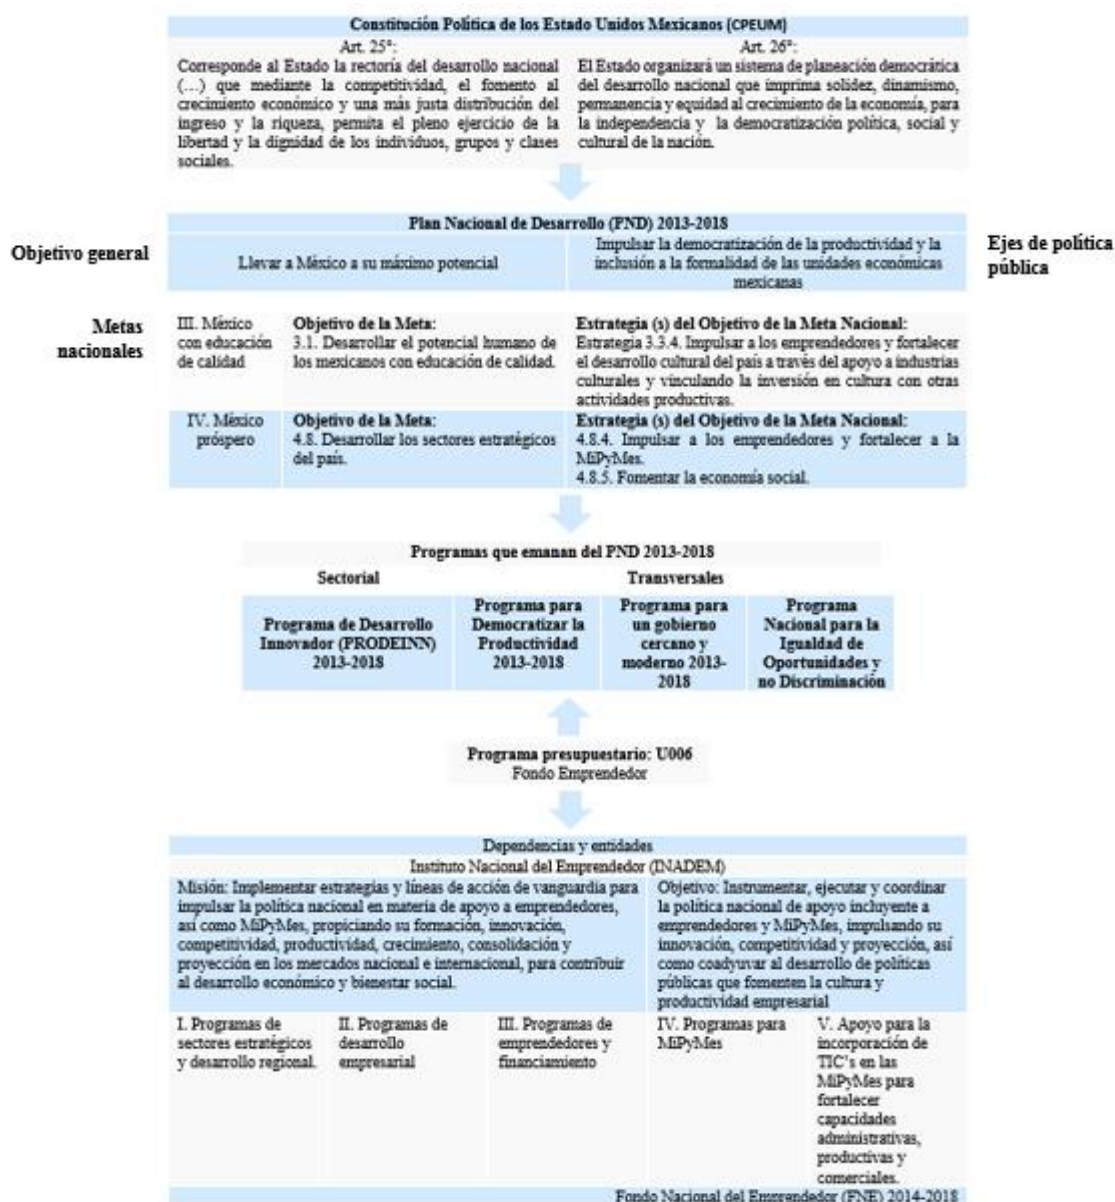 Constitución Política de los Estado Unidos Mexicanos (CPEUM)
Art. 25°:
Corresponde al Estado la rectoría del desarrollo nacional
(…) que mediante la competitividad, el fomento al
crecimiento económico y una más justa distribución del
ingreso y la riqueza, permita el pleno ejercicio de la
libertad y la dignidad de los individuos, grupos y clases
sociales.
Art. 26°:
El Estado organizará un sistema de planeación democrática
del desarrollo nacional que imprima solidez, dinamismo,
permanencia y equidad al crecimiento de la economía, para
la independencia y la democratización política, social y
cultural de la nación.
Plan Nacional de Desarrollo (PND) 2013-2018
Objetivo general
Llevar a México a su máximo potencial
Impulsar la democratización de la productividad y la
inclusión a la formalidad de las unidades económicas
mexicanas
Ejes de política
pública
Metas
nacionales
III. México
con educación
de calidad
Objetivo de la Meta:
3.1. Desarrollar el potencial humano de
los mexicanos con educación de calidad.
Estrategia (s) del Objetivo de la Meta Nacional:
Estrategia 3.3.4. Impulsar a los emprendedores y fortalecer
el desarrollo cultural del país a través del apoyo a industrias
culturales y vinculando la inversión en cultura con otras
actividades productivas.
IV. México
próspero
Objetivo de la Meta:
4.8. Desarrollar los sectores estratégicos
del país.
Estrategia (s) del Objetivo de la Meta Nacional:
4.8.4. Impulsar a los emprendedores y fortalecer a la
MiPyMes.
4.8.5. Fomentar la economía social.
Programas que emanan del PND 2013-2018
Sectorial
Transversales
Programa de Desarrollo
Innovador (PRODEINN)
2013-2018
Programa para
Democratizar la
Productividad
2013-2018
Programa para
un gobierno
cercano y
moderno 2013-
2018
Programa
Nacional para la
Igualdad de
Oportunidades y
no Discriminación
Programa presupuestario: U006
Fondo Emprendedor
Dependencias y entidades
Instituto Nacional del Emprendedor (INADEM)
Misión: Implementar estrategias y líneas de acción de vanguardia para
impulsar la política nacional en materia de apoyo a emprendedores,
así como MiPyMes, propiciando su formación, innovación,
competitividad, productividad, crecimiento, consolidación y
proyección en los mercados nacional e internacional, para contribuir
al desarrollo económico y bienestar social.
Objetivo: Instrumentar, ejecutar y coordinar
la política nacional de apoyo incluyente a
emprendedores y MiPyMes, impulsando su
innovación, competitividad y proyección, así
como coadyuvar al desarrollo de políticas
públicas que fomenten la cultura y
productividad empresarial
I. Programas de
sectores estratégicos
y desarrollo regional.
II. Programas de
desarrollo
empresarial
III. Programas de
emprendedores y
financiamiento
IV. Programas para
MiPyMes
V. Apoyo para la
incorporación de
TIC's en las
MiPyMes para
fortalecer
capacidades
administrativas,
productivas y
comerciales.
Fondo Nacional del Emprendedor (FNE) 2014-2018